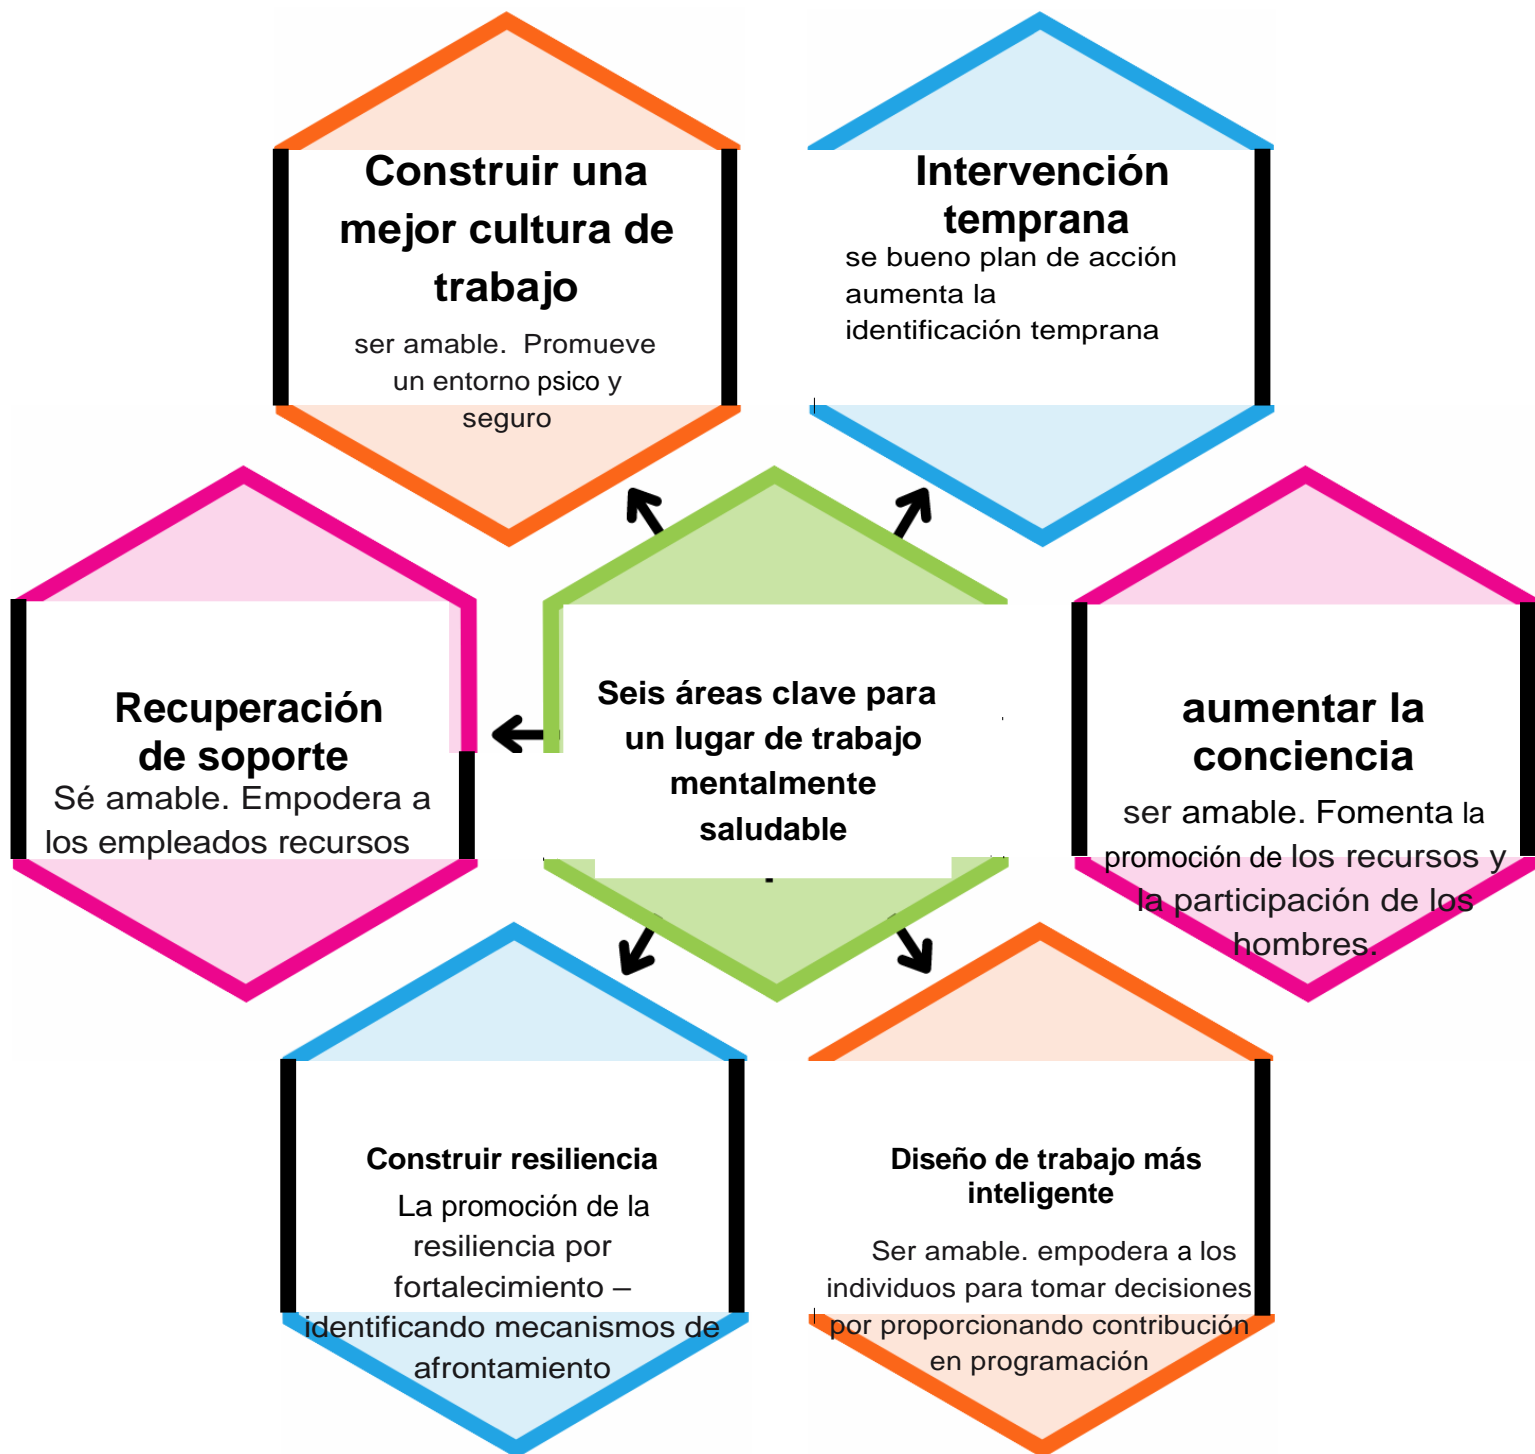 Construir una
mejor cultura de
trabajo
ser amable. Promueve
un entorno psico y
seguro
Intervención
temprana
se bueno plan de acción
aumenta la
identificación temprana
Recuperación
de soporte
Sé amable. Empodera a
los empleados recursos
Seis áreas clave para
un lugar de trabajo
mentalmente
saludable
aumentar la
conciencia
ser amable. Fomenta la
promoción de los recursos y
la participación de los
hombres.
Construir resiliencia
La promoción de la
resiliencia por
fortalecimiento –
identificando mecanismos de
afrontamiento
Diseño de trabajo más
inteligente
Ser amable. empodera a los
individuos para tomar decisiones
por proporcionando contribución
en programación